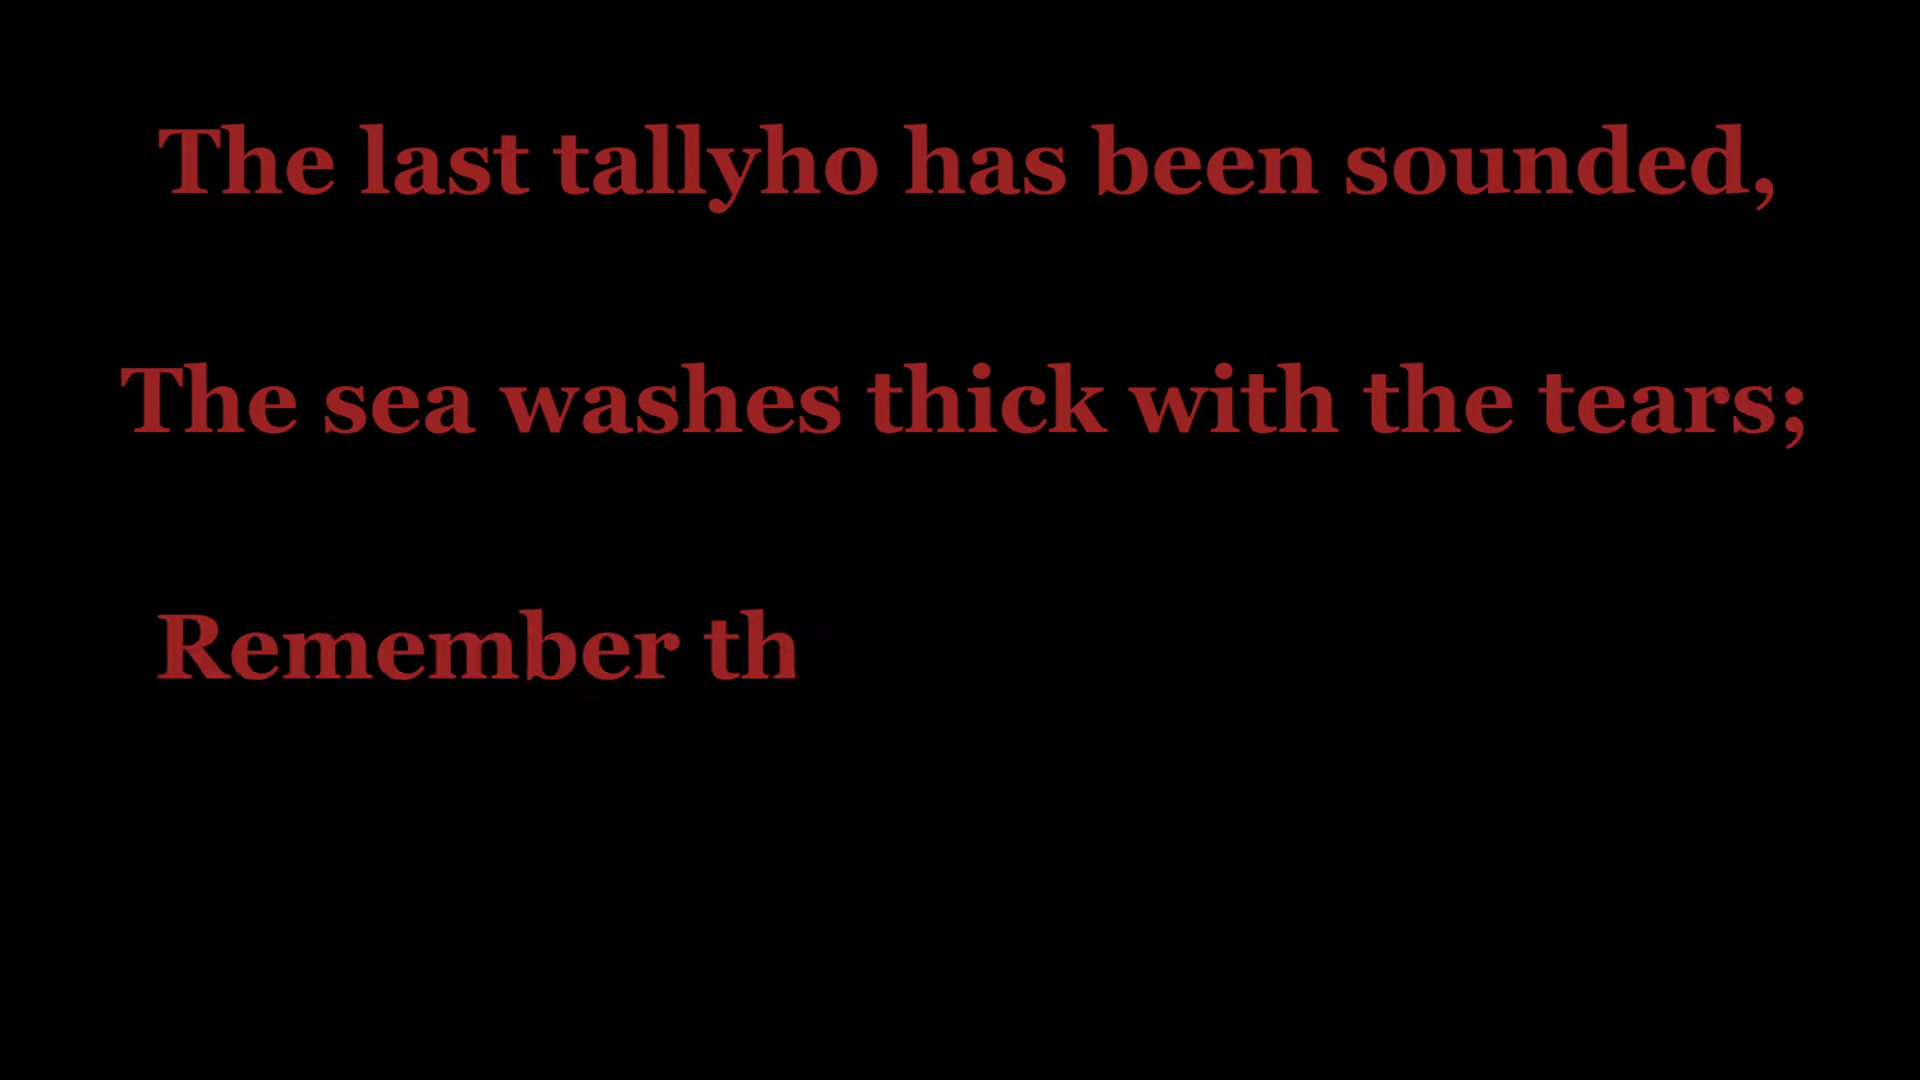 The last tallyho has been sounded,
The sea washes thick with the tears;
Remember th